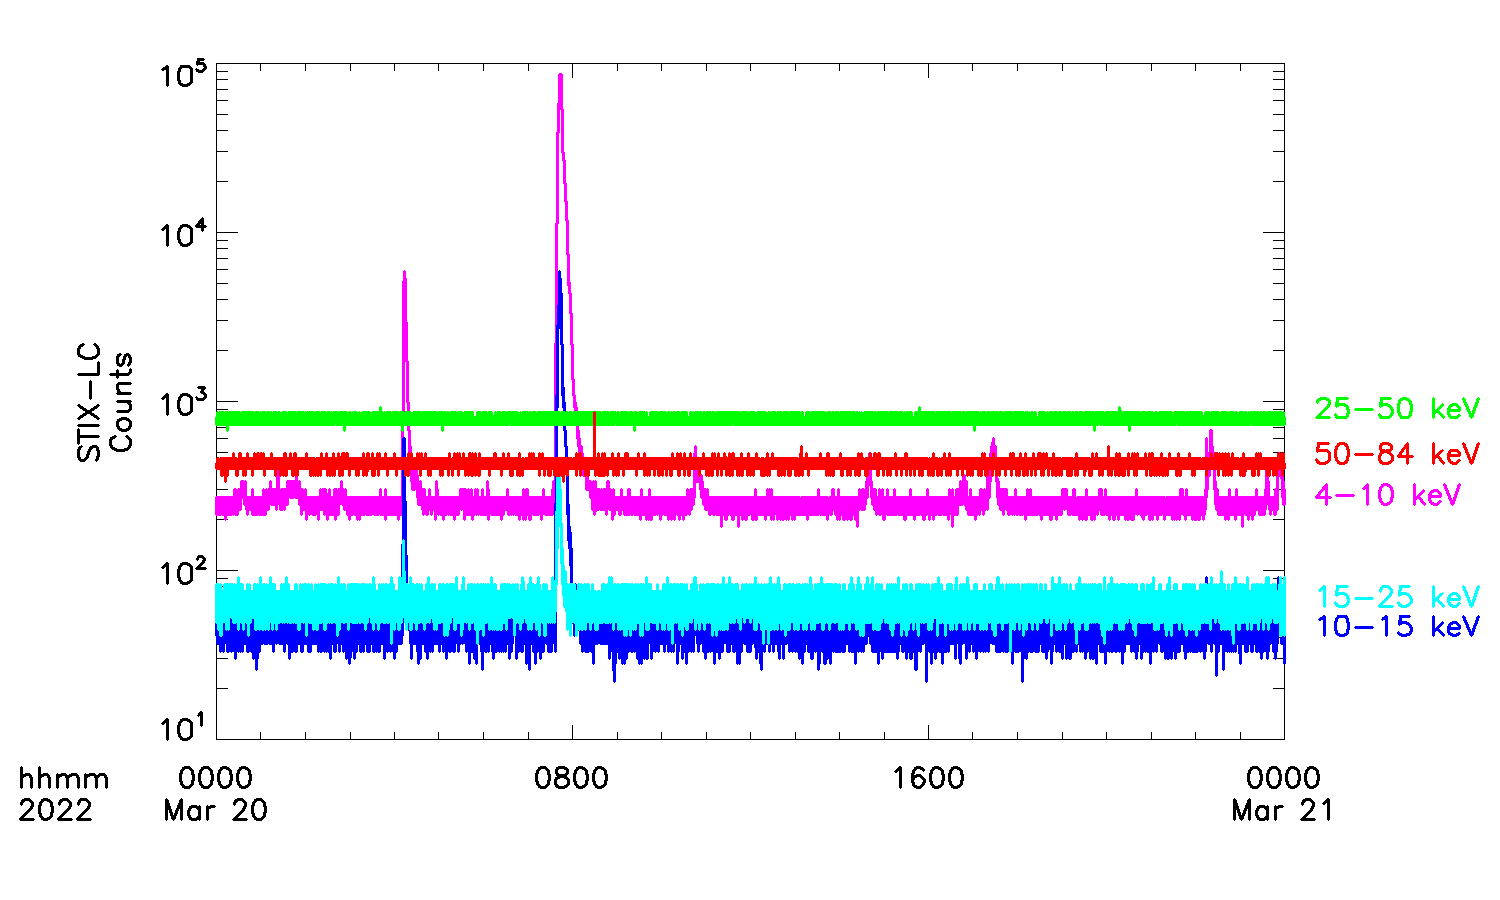 10^5
10^4
10^3
10^2
10^1
STIX-LC
Counts
25-50 keV
50-84 keV
4-10 keV
15-25 keV
10-15 keV
hhmm 0000 0800 1600 0000
2022 Mar 20 Mar 21